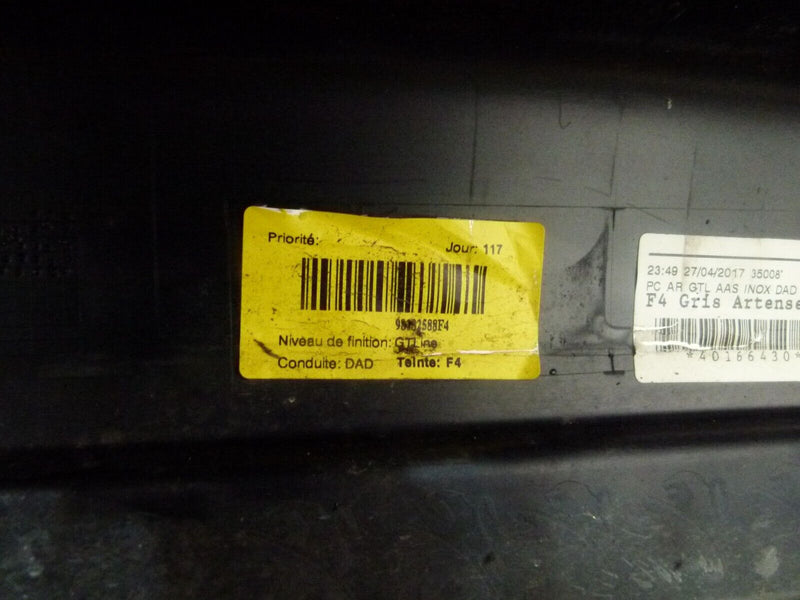 Priorité:
Jour: 117
Niveau de finition: GTLine
Conduite: DAD Teinte: F4
23:49 27/04/2017 35008
PC AR GTL AAS INOX DAD
F4 Gris Artense
*40166430*